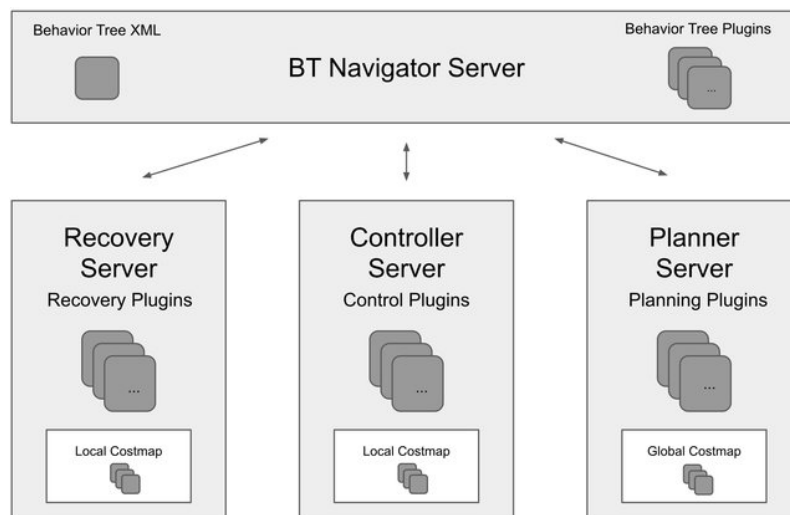 Behavior Tree XML
BT Navigator Server
Behavior Tree Plugins
...
Recovery
Server
Recovery Plugins
...
Local Costmap
Controller
Server
Control Plugins
...
Local Costmap
Planner
Server
Planning Plugins
...
Global Costmap